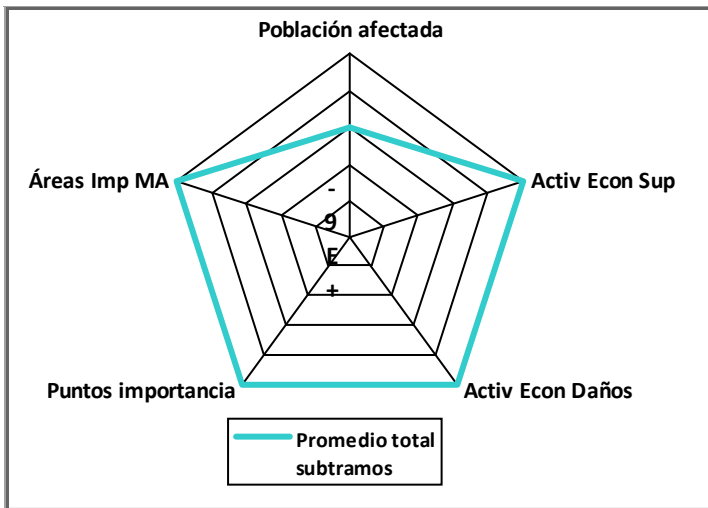 Población afectada
Áreas Imp MA
Activ Econ Sup
-
9
E
+
Puntos importancia
Activ Econ Daños
Promedio total
subtramos